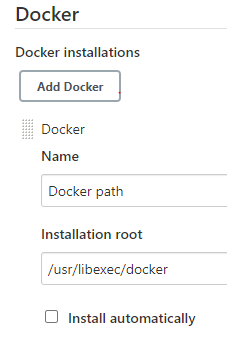 Docker
Docker installations
Add Docker
Docker
Name
Docker path
Installation root
/usr/libexec/docker
Install automatically